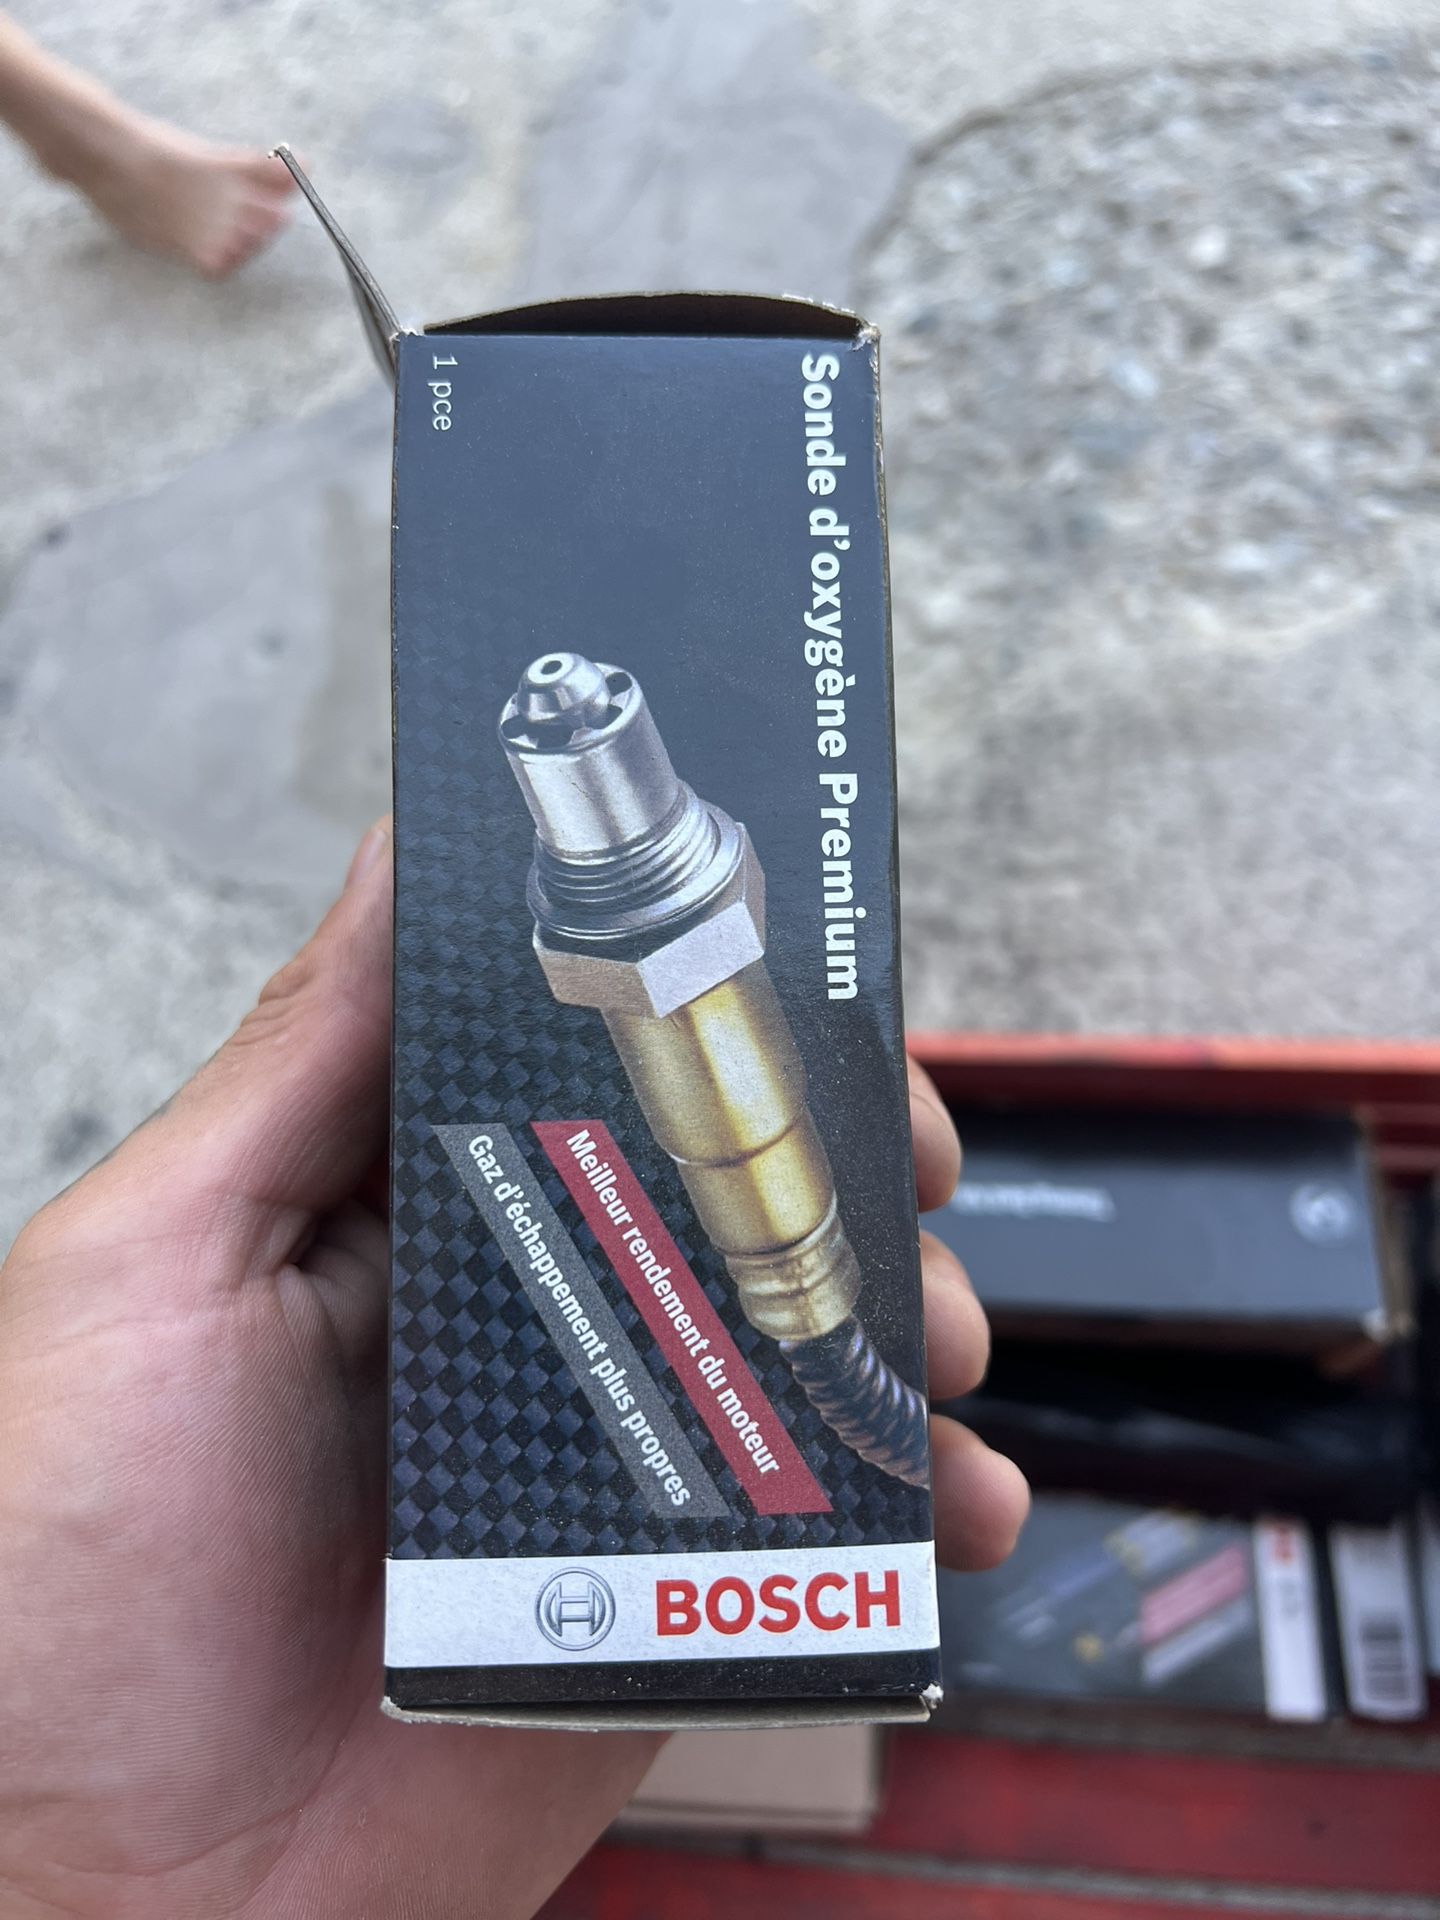 Sonde d'oxygène Premium
1 pce
Meilleur rendement du moteur
Gaz d'échappement plus propres
BOSCH